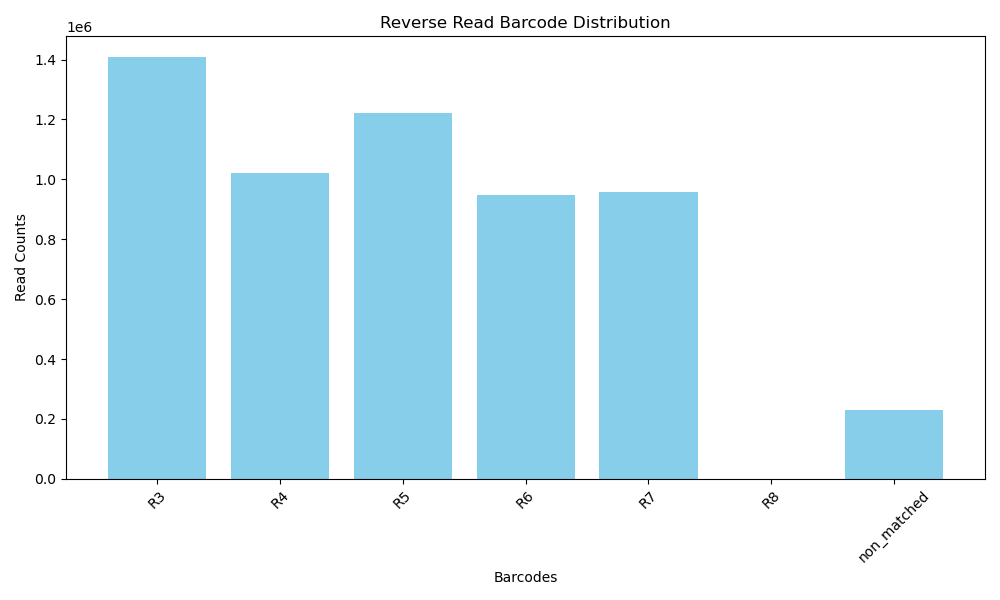 Reverse Read Barcode Distribution
1e6
1.4
1.2
1.0
0.8
0.6
0.4
0.2
0.0
Read Counts
R3 R4 R5 R6 R7 R8 non_matched
Barcodes